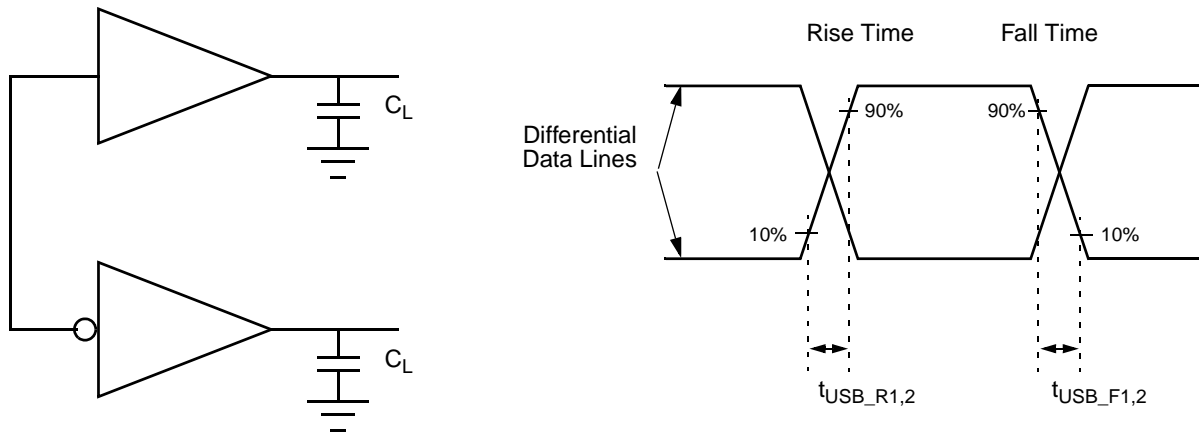 C_L
C_L
Rise Time
Fall Time
Differential
Data Lines
90%
90%
10%
10%
t_USB_R1,2
t_USB_F1,2